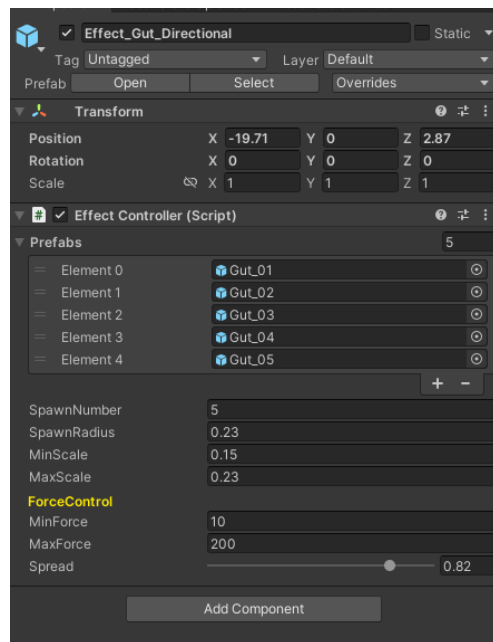 Effect_Gut_Directional Static
Tag Untagged Layer Default
Prefab Open Select Overrides
Transform
Position X -19.71 Y 0 Z 2.87
Rotation X 0 Y 0 Z 0
Scale X 1 Y 1 Z 1
# Effect Controller (Script)
Prefabs 5
Element 0 Gut_01
Element 1 Gut_02
Element 2 Gut_03
Element 3 Gut_04
Element 4 Gut_05
+ -
SpawnNumber 5
SpawnRadius 0.23
MinScale 0.15
MaxScale 0.23
ForceControl
MinForce 10
MaxForce 200
Spread 0.82
Add Component